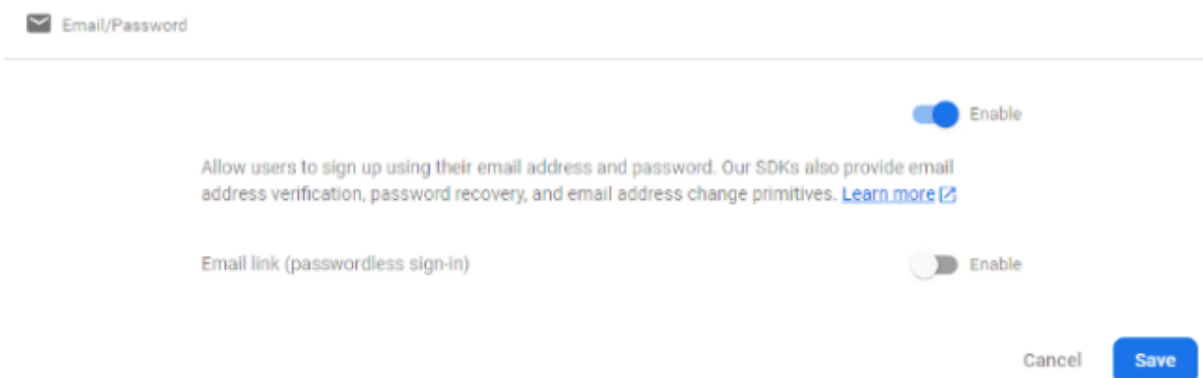 Email/Password
Enable
Allow users to sign up using their email address and password. Our SDKs also provide email
address verification, password recovery, and email address change primitives. Learn more
Email link (passwordless sign-in)
Enable
Cancel
Save